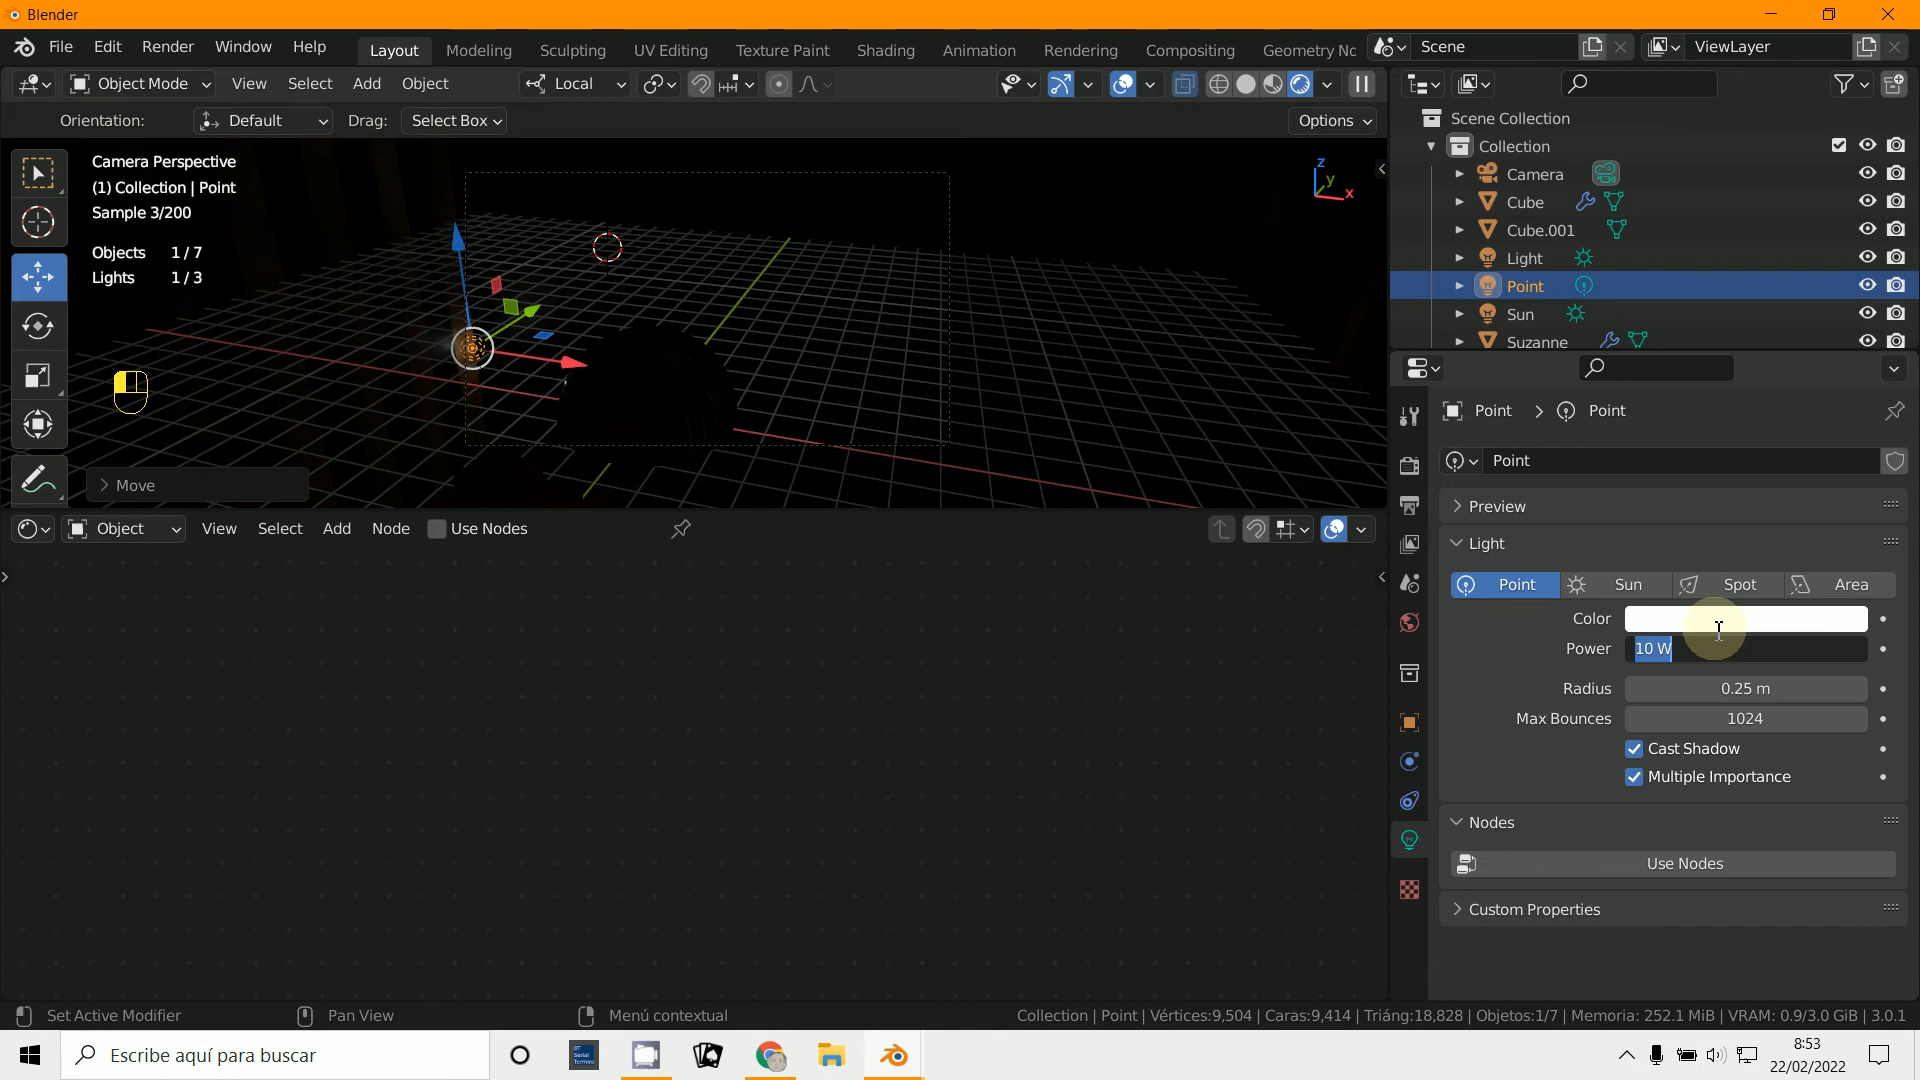 Blender
File Edit Render Window Help
Layout Modeling Sculpting UV Editing Texture Paint Shading Animation Rendering Compositing Geometry Nc
Scene
ViewLayer
Object Mode View Select Add Object
Local
Orientation: Default Drag: Select Box
Options
Camera Perspective
(1) Collection | Point
Sample 3/200
Objects 1/7
Lights 1/3
Z
Y
X
Move
Scene Collection
Collection
Camera
Cube
Cube.001
Light
Point
Sun
Suzanne
Object View Select Add Node Use Nodes
Point > Point
Point
Preview
Light
Point Sun Spot Area
Color
Power 10 W
Radius 0.25 m
Max Bounces 1024
Cast Shadow
Multiple Importance
Nodes
Use Nodes
Custom Properties
Set Active Modifier Pan View Menú contextual
Collection | Point | Vértices:9,504 | Caras:9,414 | Triáng:18,828 | Objetos:1/7 | Memoria: 252.1 MiB | VRAM: 0.9/3.0 GiB | 3.0.1
Escribe aquí para buscar
8:53
22/02/2022